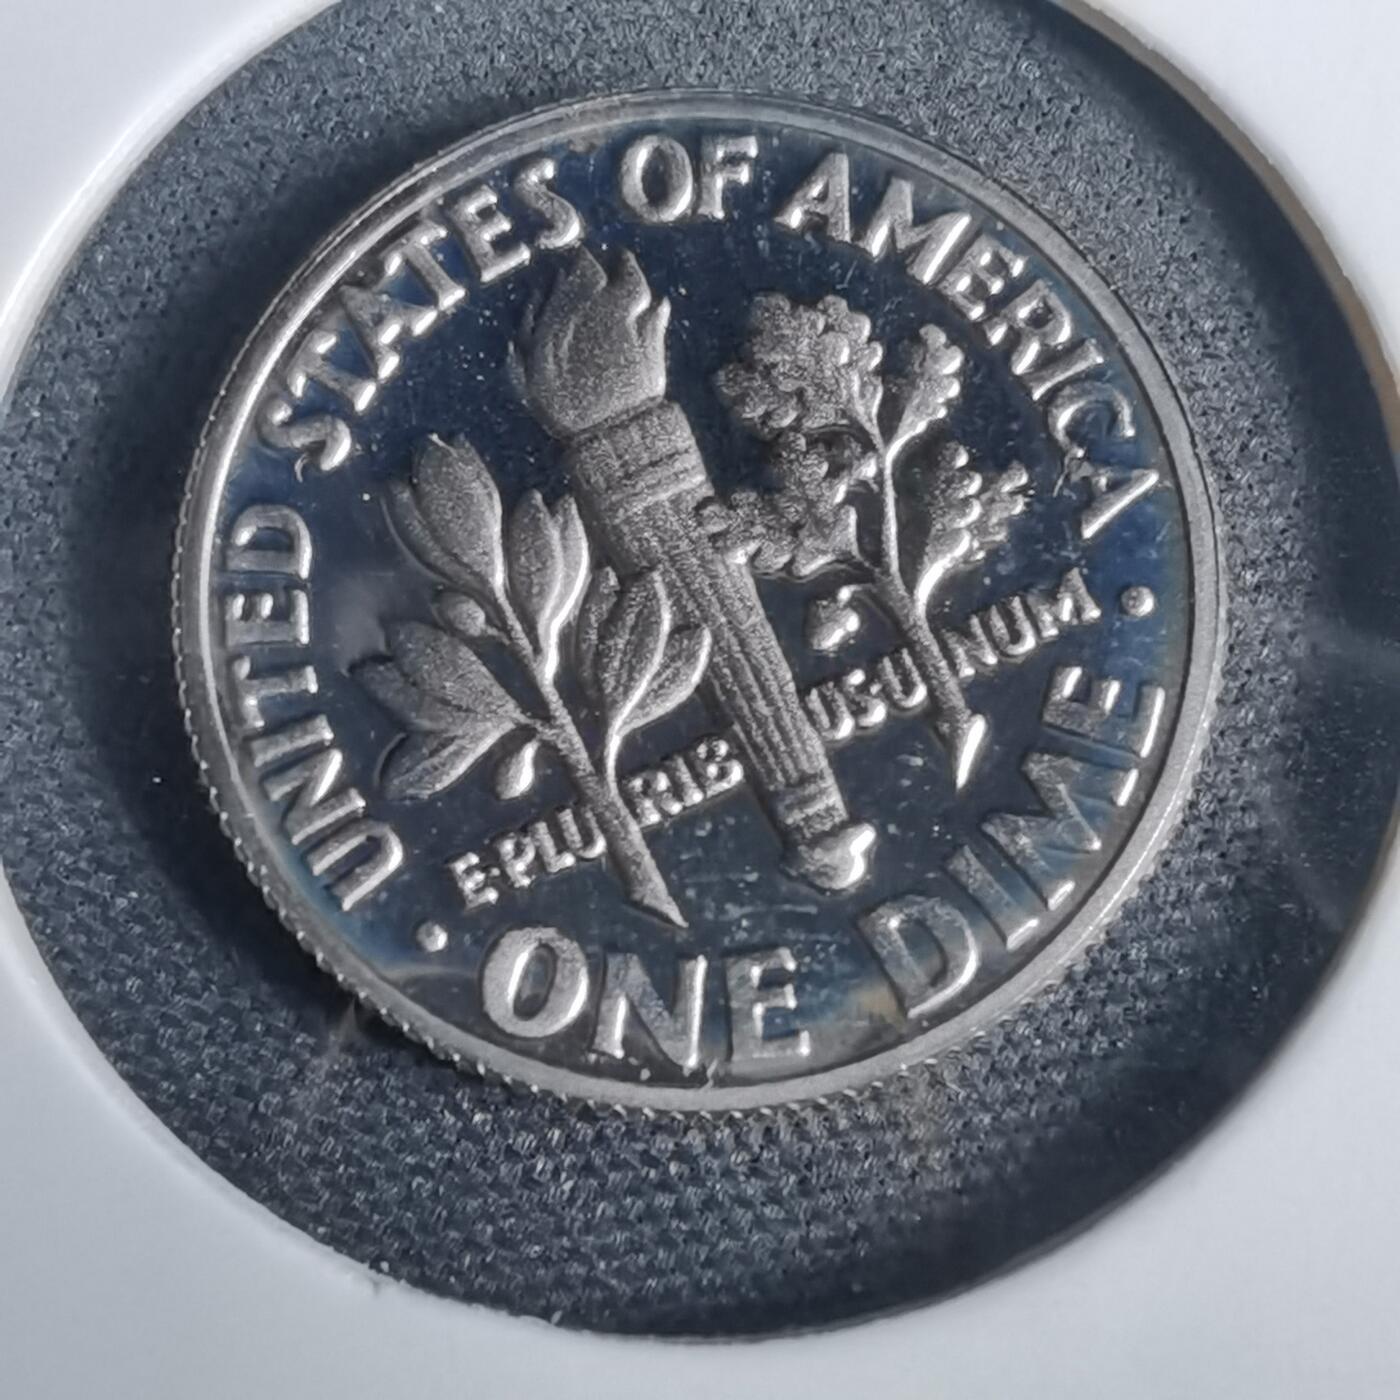 UNITED STATES OF AMERICA
E·PLURIBUS·UNUM
· ONE DIME ·